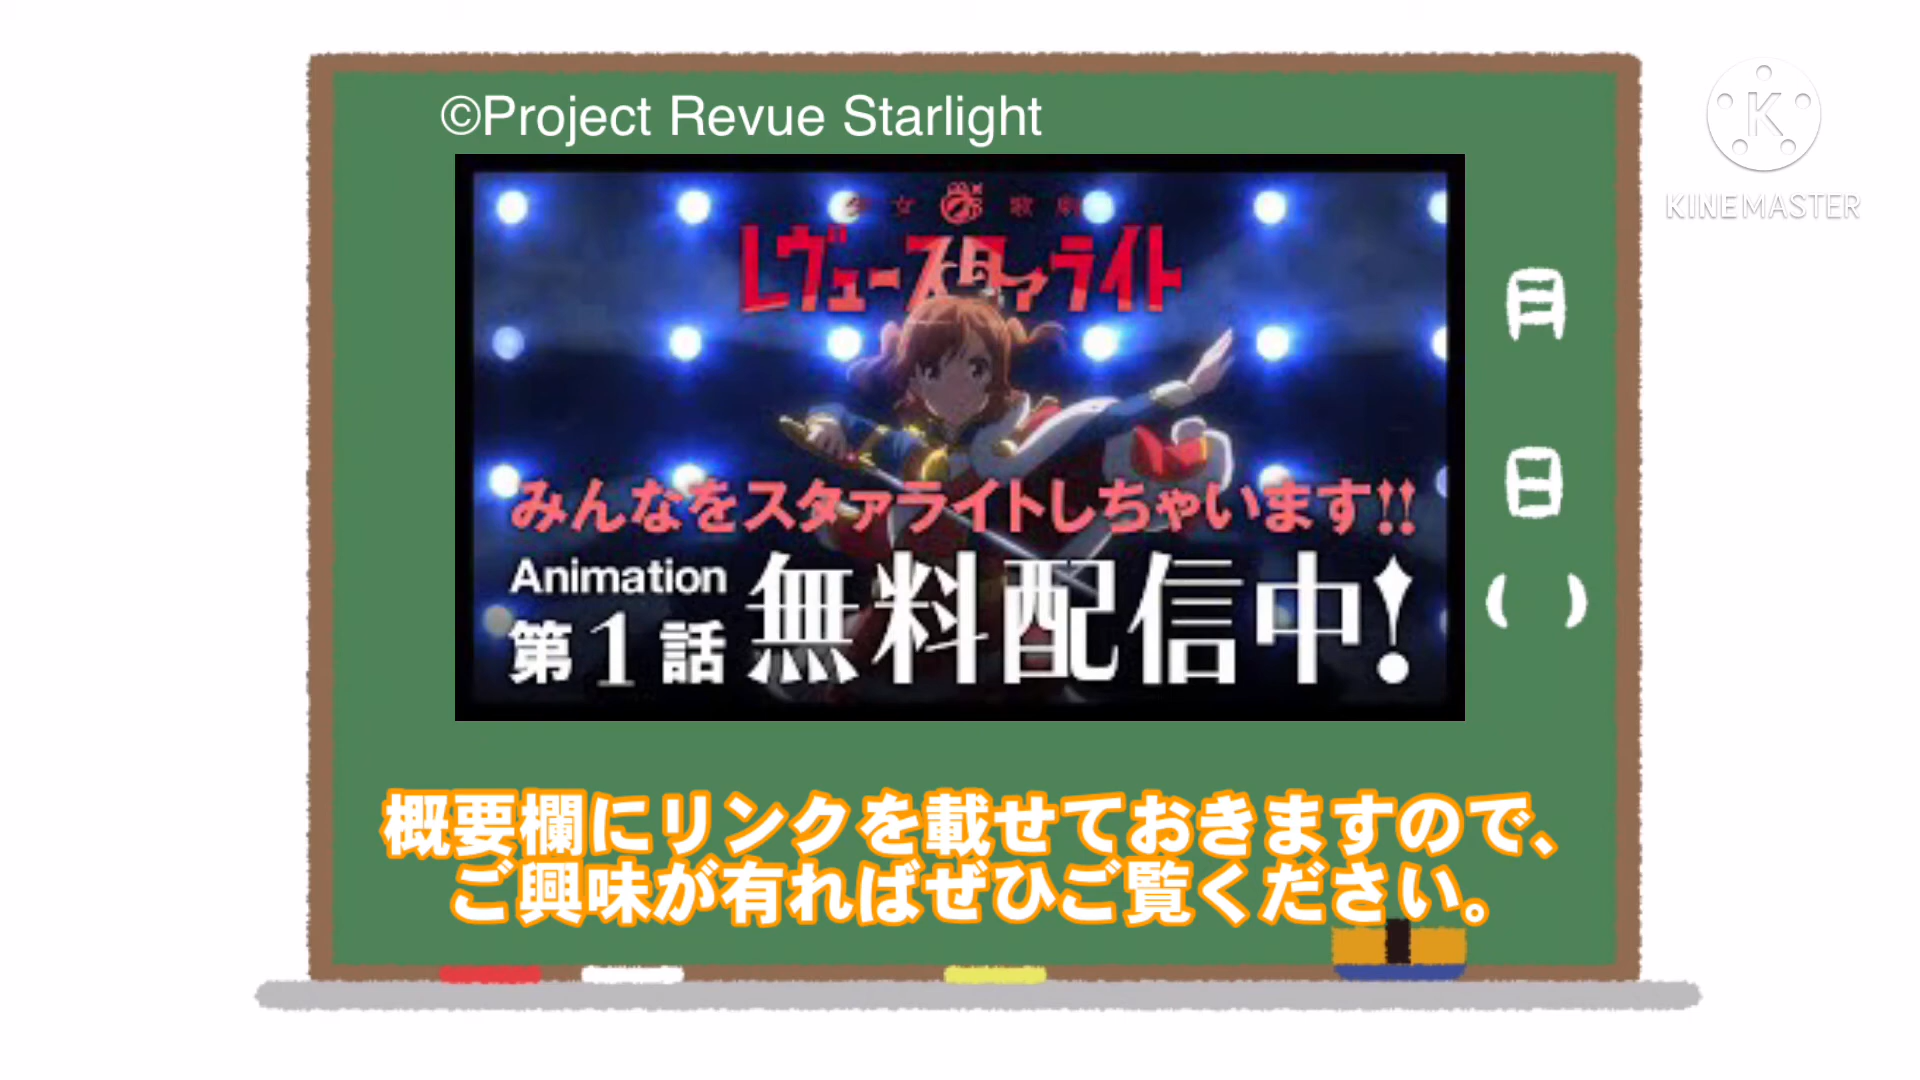 ©Project Revue Starlight
K
KINEMASTER
少女歌劇
レヴュースタァライト
みんなをスタァライトしちゃいます!!
Animation
第1話
無料配信中!
月
日
( )
概要欄にリンクを載せておきますので、
ご興味が有ればぜひご覧ください。